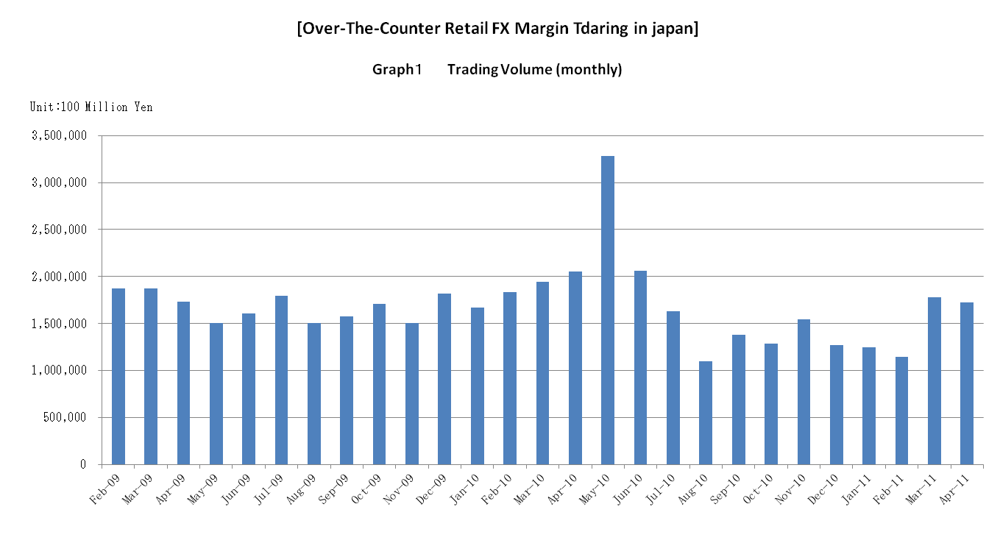 [Over-The-Counter Retail FX Margin Tdaring in japan]
Graph1 Trading Volume (monthly)
Unit:100 Million Yen
3,500,000
3,000,000
2,500,000
2,000,000
1,500,000
1,000,000
500,000
0
Feb-09 Mar-09 Apr-09 May-09 Jun-09 Jul-09 Aug-09 Sep-09 Oct-09 Nov-09 Dec-09 Jan-10 Feb-10 Mar-10 Apr-10 May-10 Jun-10 Jul-10 Aug-10 Sep-10 Oct-10 Nov-10 Dec-10 Jan-11 Feb-11 Mar-11 Apr-11